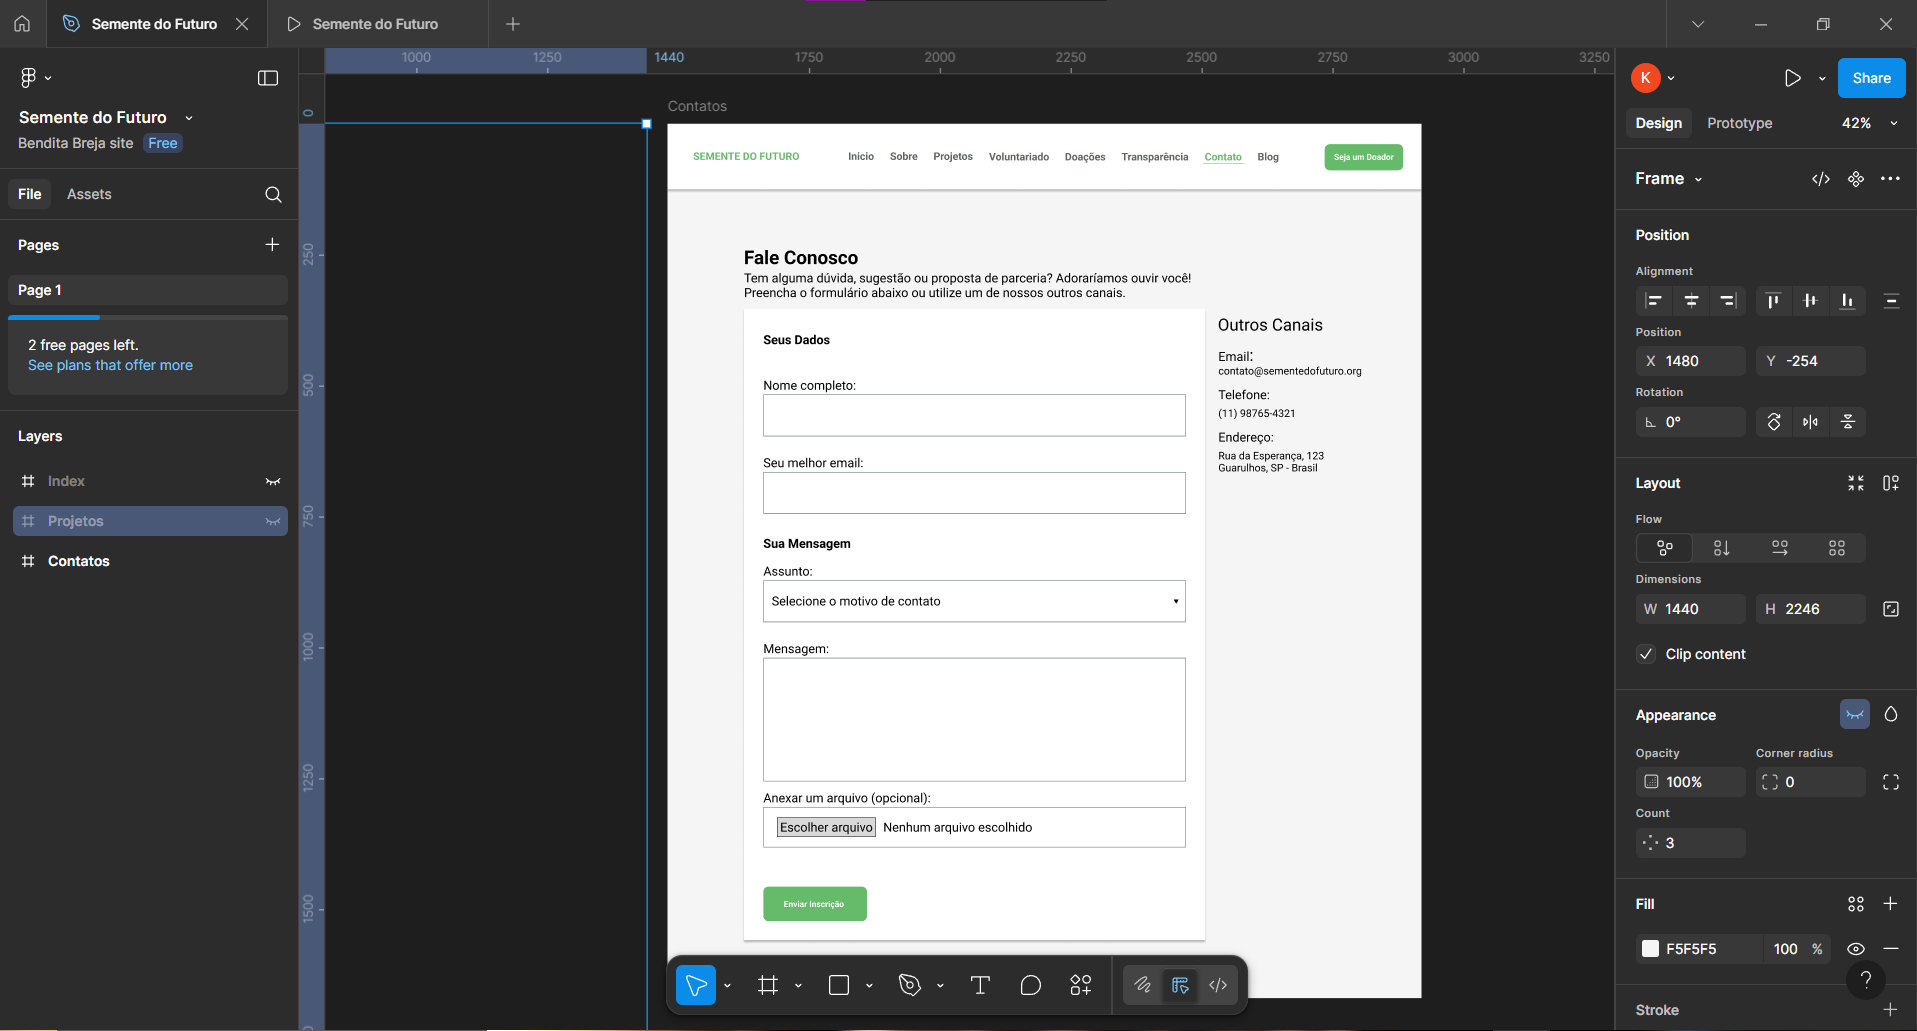 Semente do Futuro
Semente do Futuro
1000 1250 1440 1750 2000 2250 2500 2750 3000 3250
K
Share
Semente do Futuro
Bendita Breja site Free
Design Prototype 42%
File Assets
Pages
Page 1
2 free pages left.
See plans that offer more
Layers
Index
Projetos
Contatos
0
250
500
750
1000
1250
1500
Contatos
SEMENTE DO FUTURO Inicio Sobre Projetos Voluntariado Doações Transparência Contato Blog Seja um Doador
Fale Conosco
Tem alguma dúvida, sugestão ou proposta de parceria? Adoraríamos ouvir você!
Preencha o formulário abaixo ou utilize um de nossos outros canais.
Seus Dados
Nome completo:
Seu melhor email:
Sua Mensagem
Assunto:
Selecione o motivo de contato
Mensagem:
Anexar um arquivo (opcional):
Escolher arquivo Nenhum arquivo escolhido
Enviar Inscrição
Outros Canais
Email:
contato@sementedofuturo.org
Telefone:
(11) 98765-4321
Endereço:
Rua da Esperança, 123
Guarulhos, SP - Brasil
Frame
Position
Alignment
Position
X 1480 Y -254
Rotation
0°
Layout
Flow
Dimensions
W 1440 H 2246
Clip content
Appearance
Opacity Corner radius
100% 0
Count
3
Fill
F5F5F5 100 %
?
Stroke